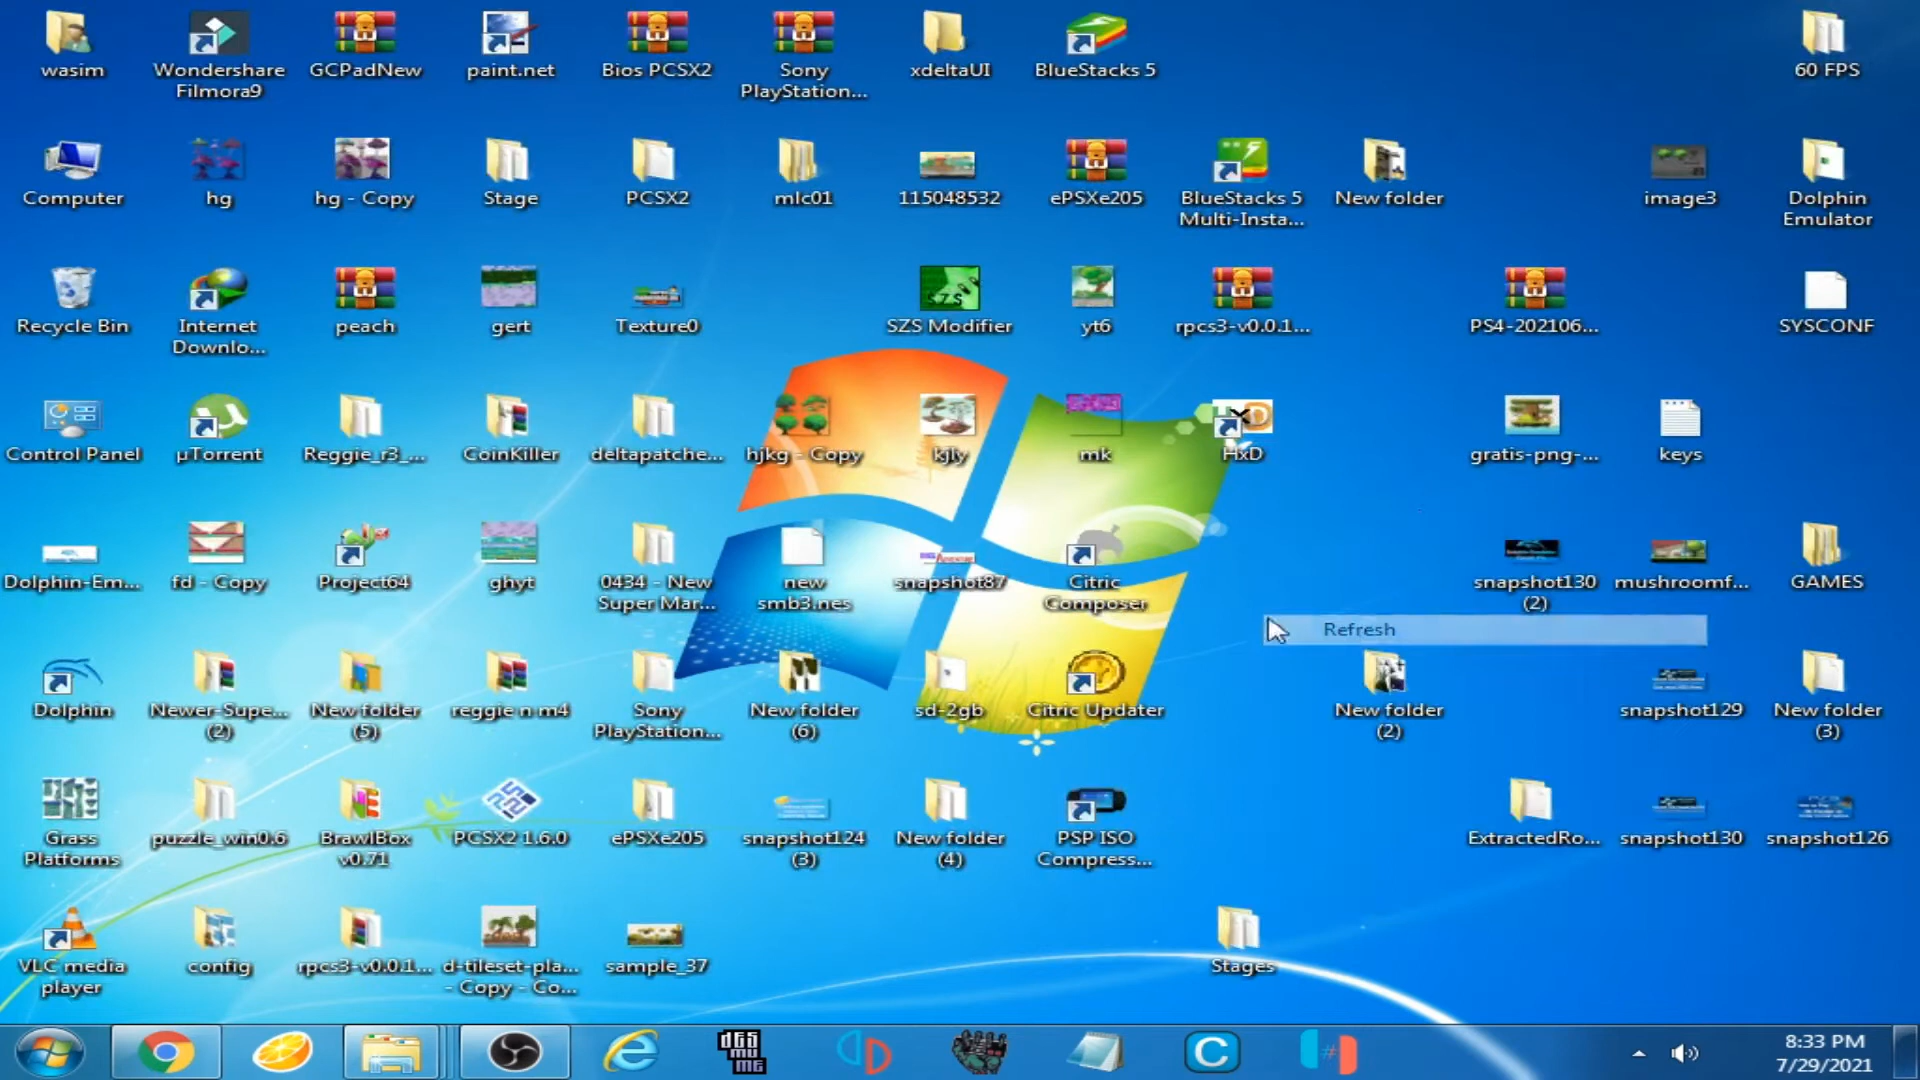 wasim
Wondershare
Filmora9
GCPadNew
paint.net
Bios PCSX2
Sony
PlayStation...
xdeltaUI
BlueStacks 5
60 FPS
Computer
hg
hg - Copy
Stage
PCSX2
mlc01
115048532
ePSXe205
BlueStacks 5
Multi-Insta...
New folder
image3
Dolphin
Emulator
Recycle Bin
Internet
Downlo...
peach
gert
Texture0
SZS
SZS Modifier
yt6
rpcs3-v0.0.1...
PS4-202106...
SYSCONF
Control Panel
µTorrent
Reggie_r3_...
CoinKiller
deltapatche...
hjkg - Copy
kjly
mk
HxD
gratis-png-...
keys
Dolphin-Em...
fd - Copy
Project64
ghyt
0434 - New
Super Mar...
new
smb3.nes
snapshot87
Citric
Composer
snapshot130
(2)
mushroomf...
GAMES
Refresh
Dolphin
Newer-Supe...
(2)
New folder
(5)
reggie n m4
Sony
PlayStation...
New folder
(6)
sd-2gb
Citric Updater
New folder
(2)
snapshot129
New folder
(3)
Grass
Platforms
puzzle_win0.6
BrawlBox
v0.71
PCSX2 1.6.0
ePSXe205
snapshot124
(3)
New folder
(4)
PSP ISO
Compress...
ExtractedRo...
snapshot130
snapshot126
VLC media
player
config
rpcs3-v0.0.1...
d-tileset-pla...
- Copy - Co...
sample_37
Stages
8:33 PM
7/29/2021